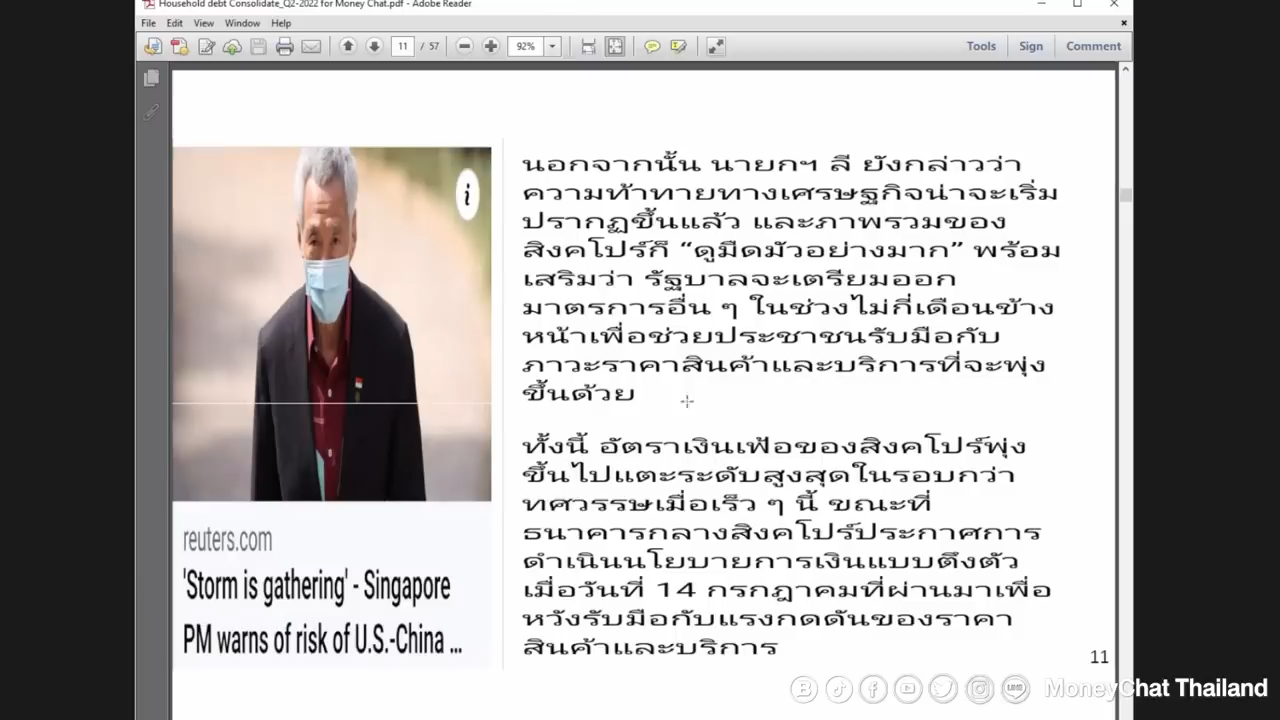 Household debt Consolidate_Q2-2022 for Money Chat.pdf - Adobe Reader
File Edit View Window Help
11 / 57 92% Tools Sign Comment
i
นอกจากนั้น นายกฯ ลี ยังกล่าวว่า
ความท้าทายทางเศรษฐกิจน่าจะเริ่ม
ปรากฏขึ้นแล้ว และภาพรวมของ
สิงคโปร์ก็ “ดูมืดมัวอย่างมาก” พร้อม
เสริมว่า รัฐบาลจะเตรียมออก
มาตรการอื่น ๆ ในช่วงไม่กี่เดือนข้าง
หน้าเพื่อช่วยประชาชนรับมือกับ
ภาวะราคาสินค้าและบริการที่จะพุ่ง
ขึ้นด้วย
ทั้งนี้ อัตราเงินเฟ้อของสิงคโปร์พุ่ง
ขึ้นไปแตะระดับสูงสุดในรอบกว่า
ทศวรรษเมื่อเร็ว ๆ นี้ ขณะที่
ธนาคารกลางสิงคโปร์ประกาศการ
ดำเนินนโยบายการเงินแบบตึงตัว
เมื่อวันที่ 14 กรกฎาคมที่ผ่านมาเพื่อ
หวังรับมือกับแรงกดดันของราคา
สินค้าและบริการ
reuters.com
'Storm is gathering' - Singapore
PM warns of risk of U.S.-China ...
11
MoneyChat Thailand